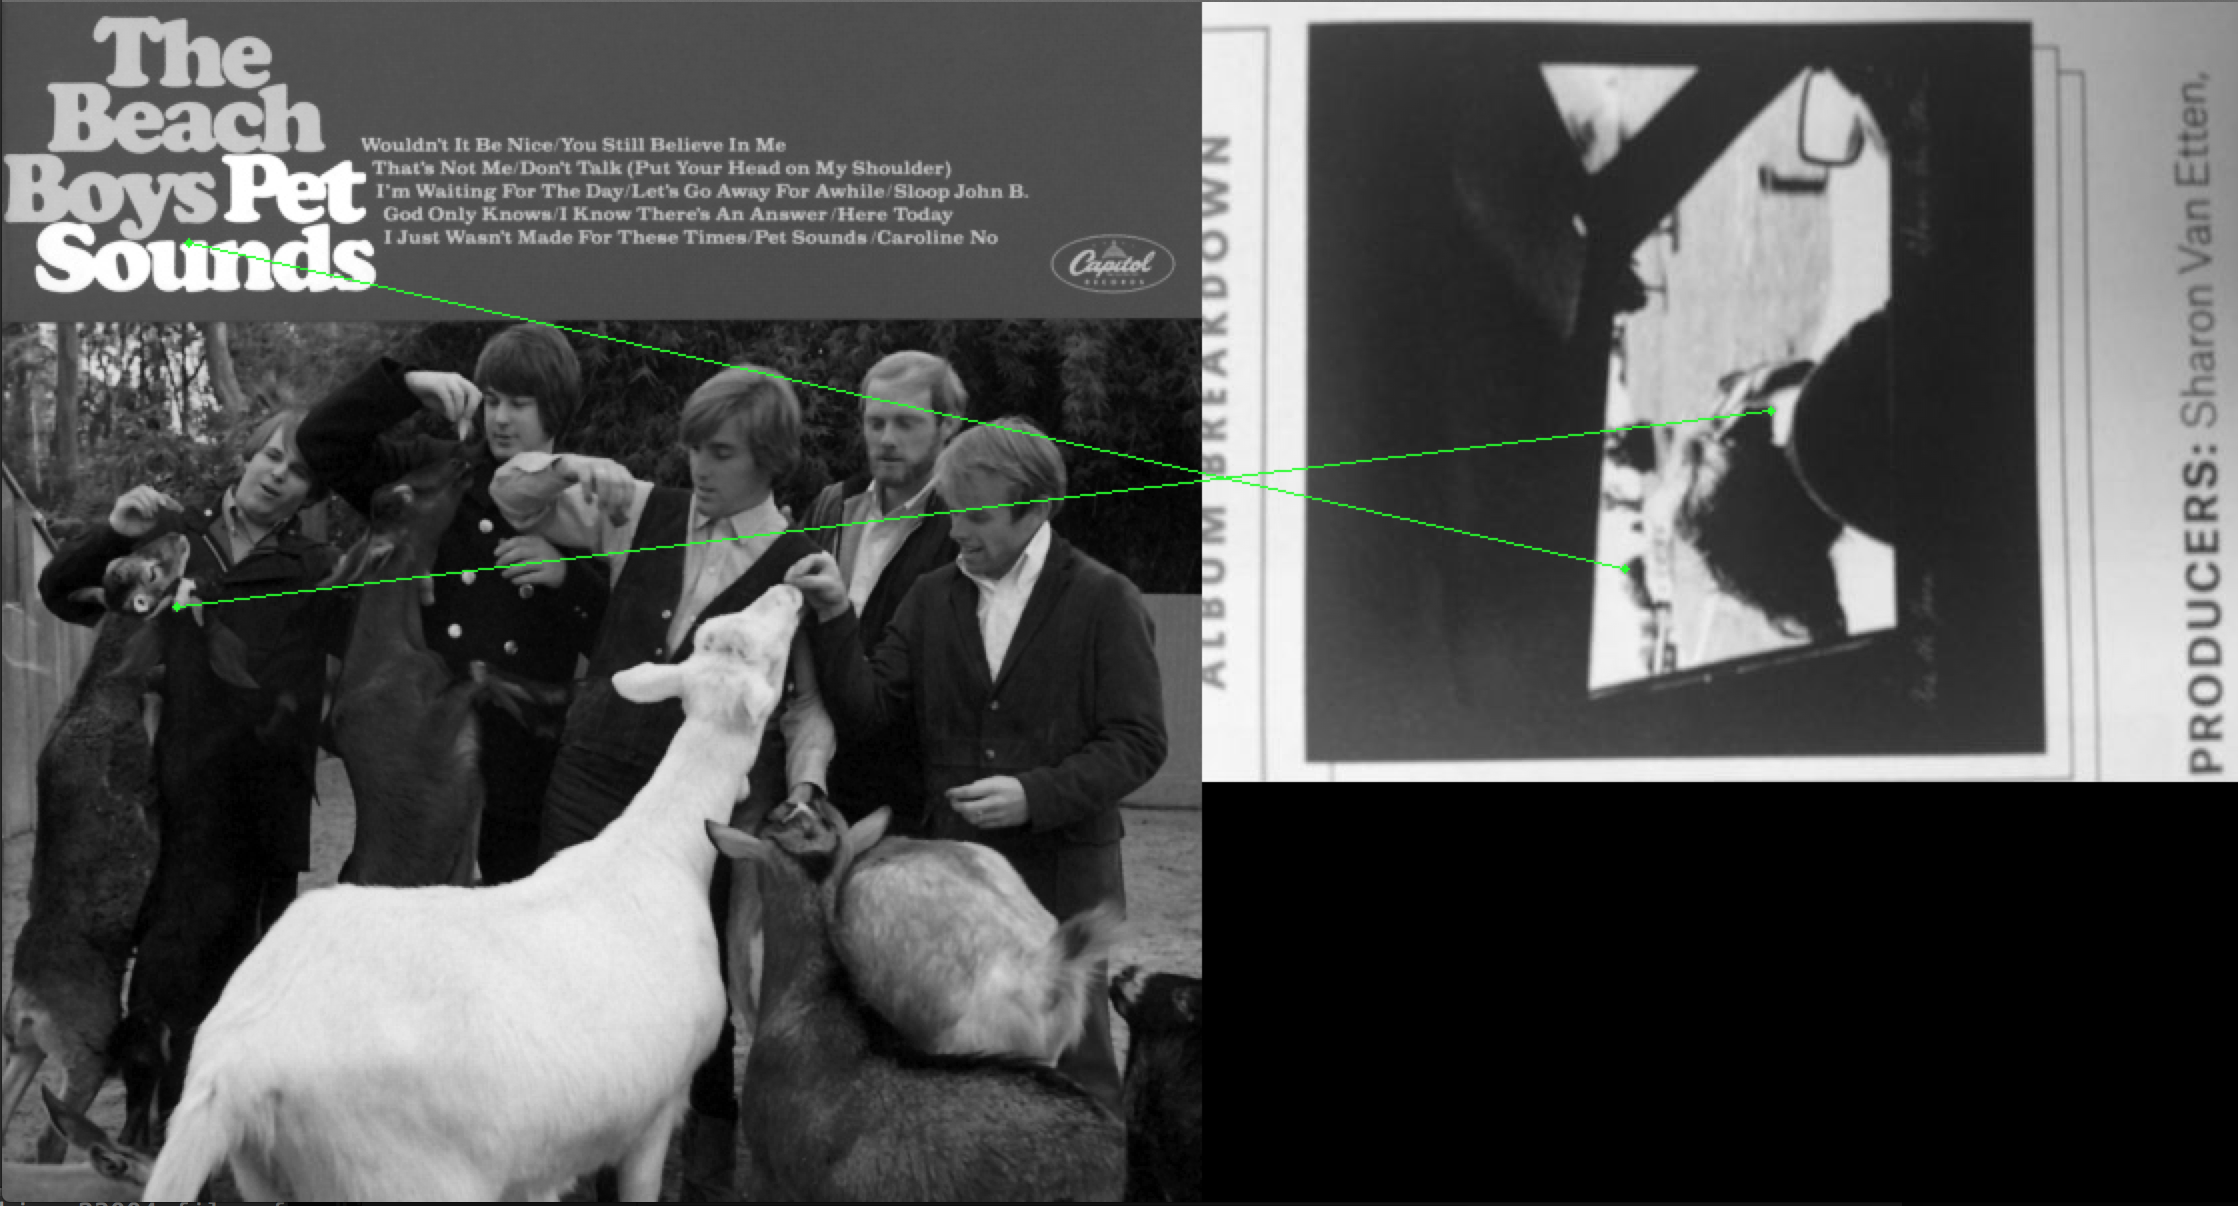 The
Beach
Boys Pet
Sounds
Wouldn't It Be Nice/You Still Believe In Me
That's Not Me/Don't Talk (Put Your Head on My Shoulder)
I'm Waiting For The Day/Let's Go Away For Awhile/Sloop John B.
God Only Knows/I Know There's An Answer/Here Today
I Just Wasn't Made For These Times/Pet Sounds/Caroline No
Capitol
RECORDS
ALBUM BREAKDOWN
PRODUCERS: Sharon Van Etten,